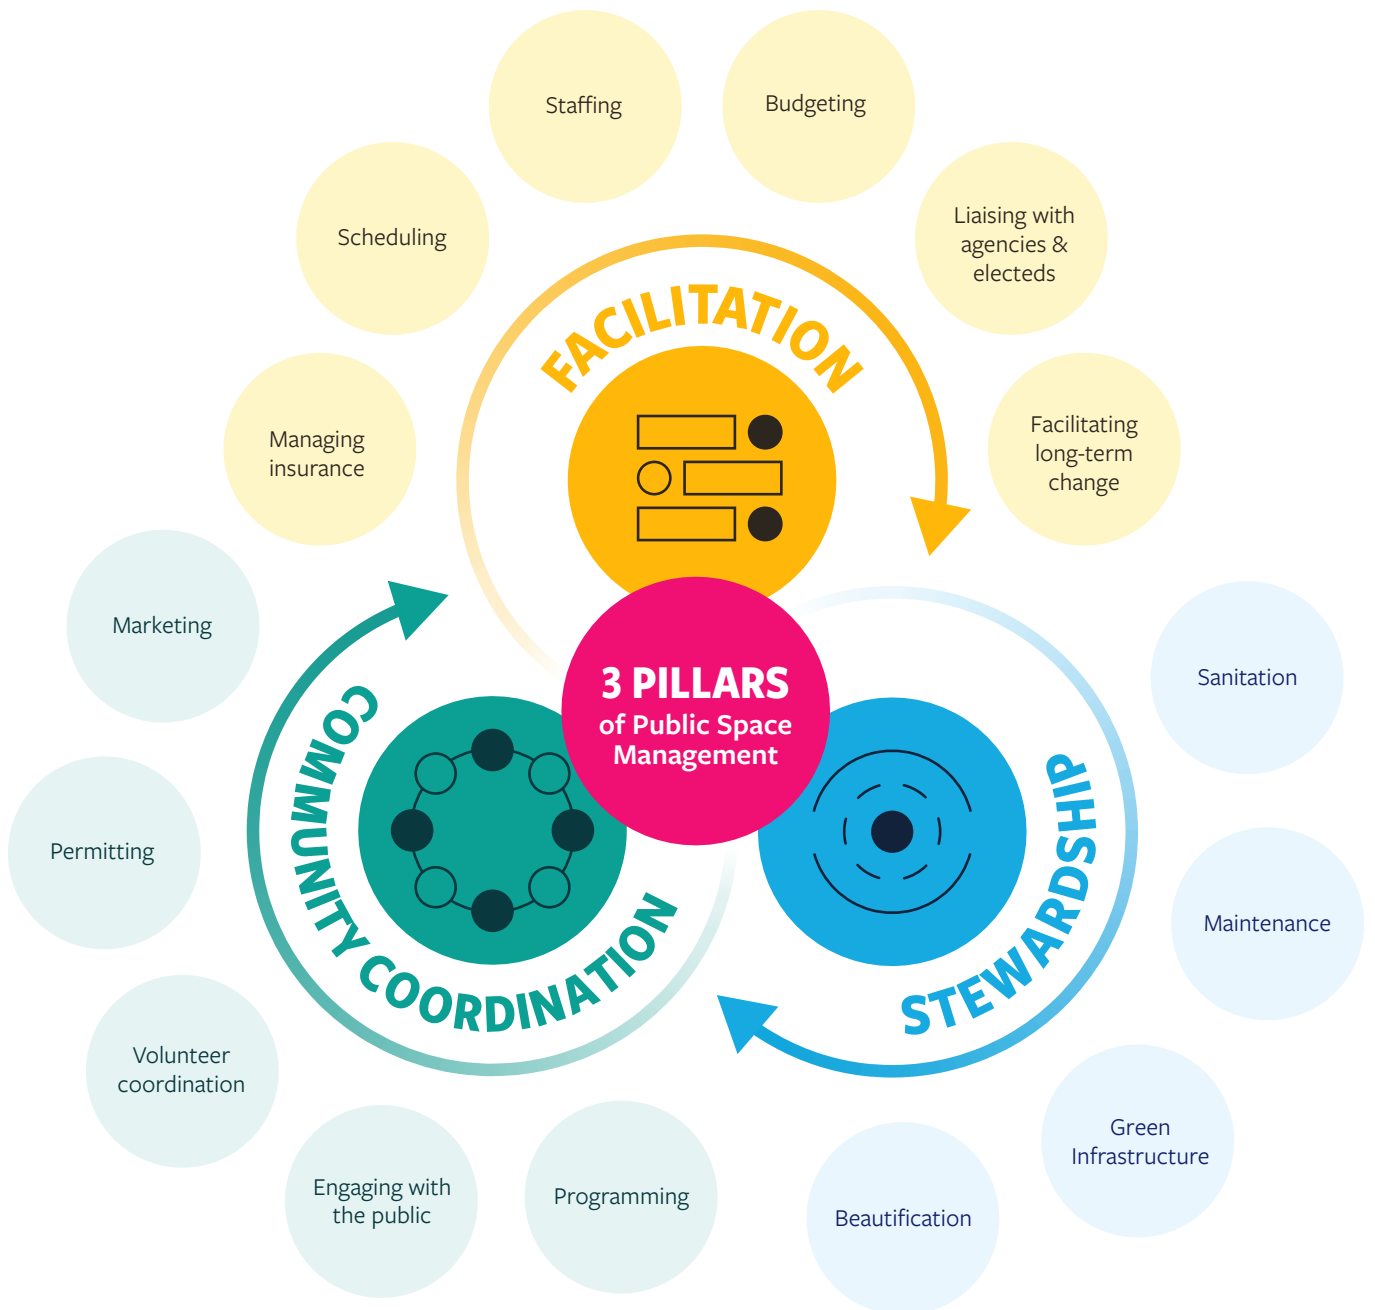 Staffing
Budgeting
Scheduling
Liaising with
agencies &
electeds
Managing
insurance
Facilitating
long-term
change
FACILITATION
3 PILLARS
of Public Space
Management
Marketing
Permitting
Volunteer
coordination
Engaging with
the public
Programming
COMMUNITY COORDINATION
STEWARDSHIP
Sanitation
Maintenance
Green
Infrastructure
Beautification